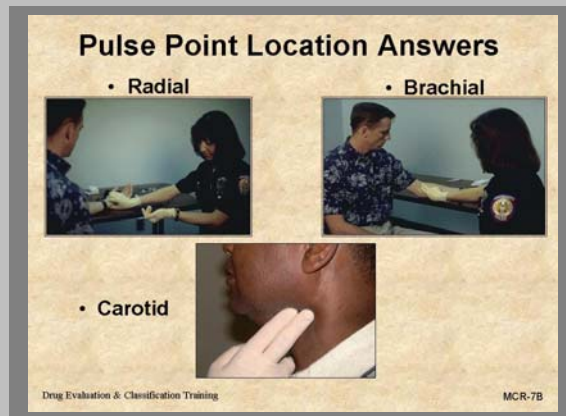 Pulse Point Location Answers
• Radial
• Brachial
• Carotid
Drug Evaluation & Classification Training
MCR-7B